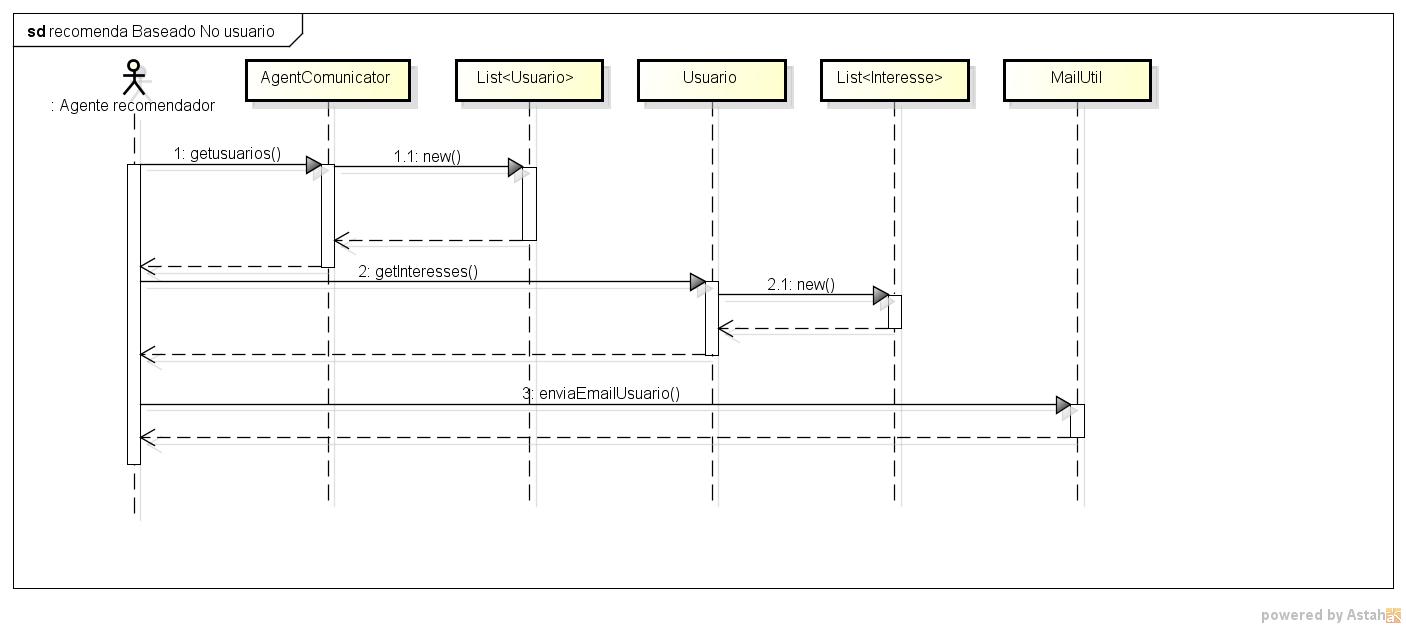 sd recomenda Baseado No usuario
: Agente recomendador
AgentComunicator
List<Usuario>
Usuario
List<Interesse>
MailUtil
1: getusuarios()
1.1: new()
2: getInteresses()
2.1: new()
3: enviaEmailUsuario()
powered by Astah